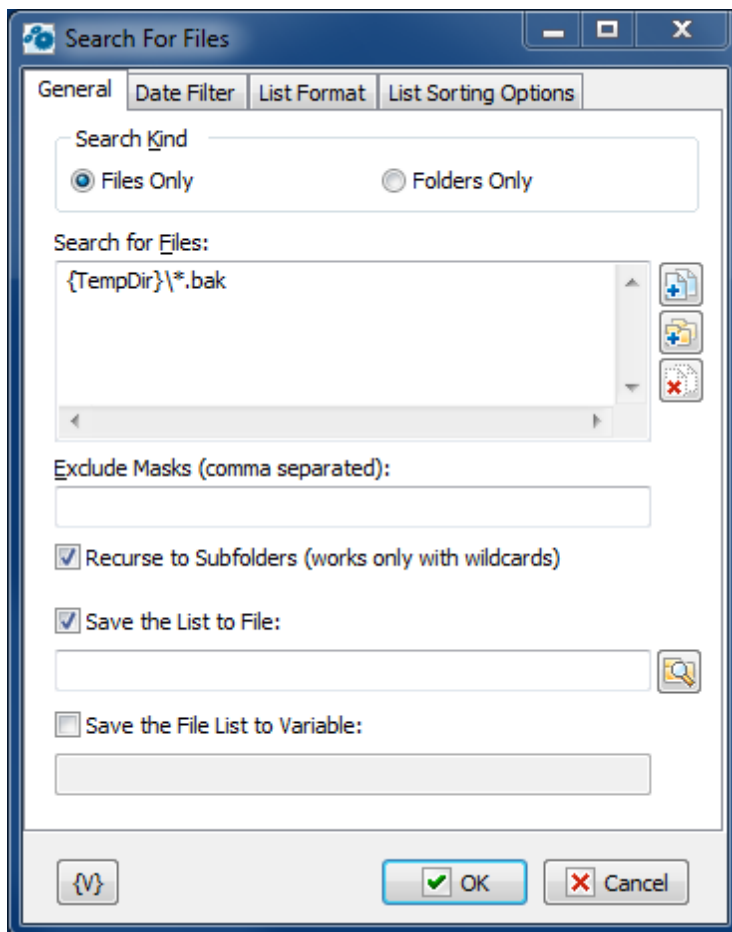 Search For Files
General Date Filter List Format List Sorting Options
Search Kind
Files Only Folders Only
Search for Files:
{TempDir}\*.bak
Exclude Masks (comma separated):
Recurse to Subfolders (works only with wildcards)
Save the List to File:
Save the File List to Variable:
{V} OK Cancel